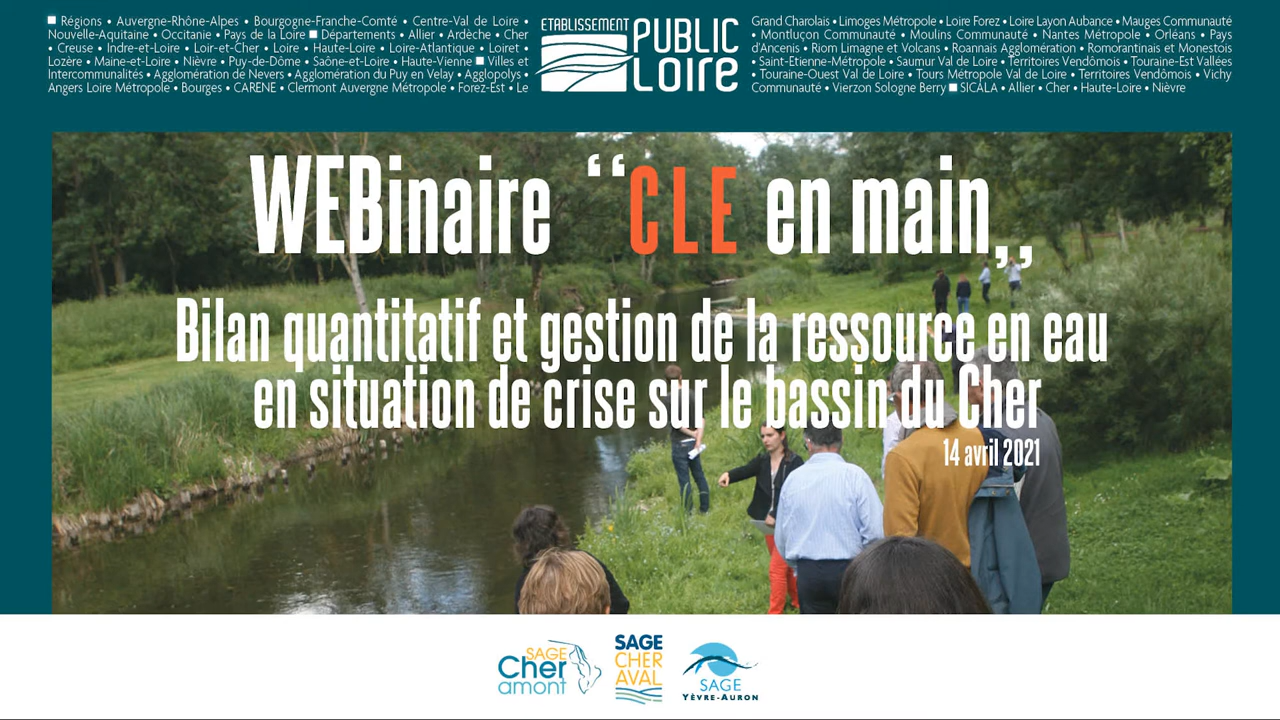 ■ Régions • Auvergne-Rhône-Alpes • Bourgogne-Franche-Comté • Centre-Val de Loire •
Nouvelle-Aquitaine • Occitanie • Pays de la Loire ■ Départements • Allier • Ardèche • Cher
• Creuse • Indre-et-Loire • Loir-et-Cher • Loire • Haute-Loire • Loire-Atlantique • Loiret •
Lozère • Maine-et-Loire • Nièvre • Puy-de-Dôme • Saône-et-Loire • Haute-Vienne ■ Villes et
Intercommunalités • Agglomération de Nevers • Agglomération du Puy en Velay • Agglopolys •
Angers Loire Métropole • Bourges • CARENE • Clermont Auvergne Métropole • Forez-Est • Le
ETABLISSEMENT
PUBLIC
LOIRE
Grand Charolais • Limoges Métropole • Loire Forez • Loire Layon Aubance • Mauges Communauté
• Montluçon Communauté • Moulins Communauté • Nantes Métropole • Orléans • Pays
d'Ancenis • Riom Limagne et Volcans • Roannais Agglomération • Romorantinais et Monestois
• Saint-Etienne-Métropole • Saumur Val de Loire • Territoires Vendômois • Touraine-Est Vallées
• Touraine-Ouest Val de Loire • Tours Métropole Val de Loire • Territoires Vendômois • Vichy
Communauté • Vierzon Sologne Berry ■ SICALA • Allier • Cher • Haute-Loire • Nièvre
WEBinaire “CLE en main„
Bilan quantitatif et gestion de la ressource en eau
en situation de crise sur le bassin du Cher
14 avril 2021
SAGE
Cher
amont
SAGE
CHER
AVAL
SAGE
YÈVRE-AURON